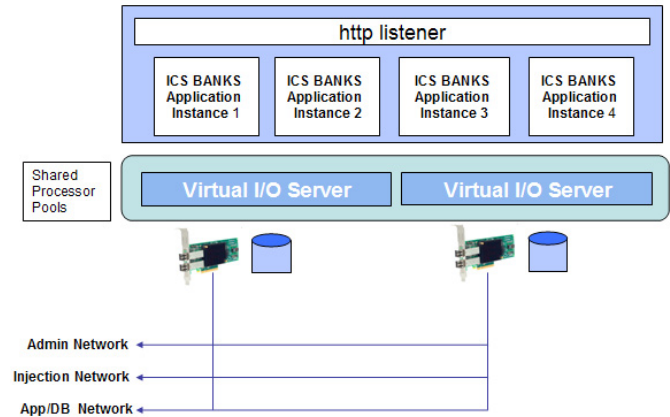 http listener
ICS BANKS
Application
Instance 1
ICS BANKS
Application
Instance 2
ICS BANKS
Application
Instance 3
ICS BANKS
Application
Instance 4
Shared
Processor
Pools
Virtual I/O Server
Virtual I/O Server
Admin Network
Injection Network
App/DB Network